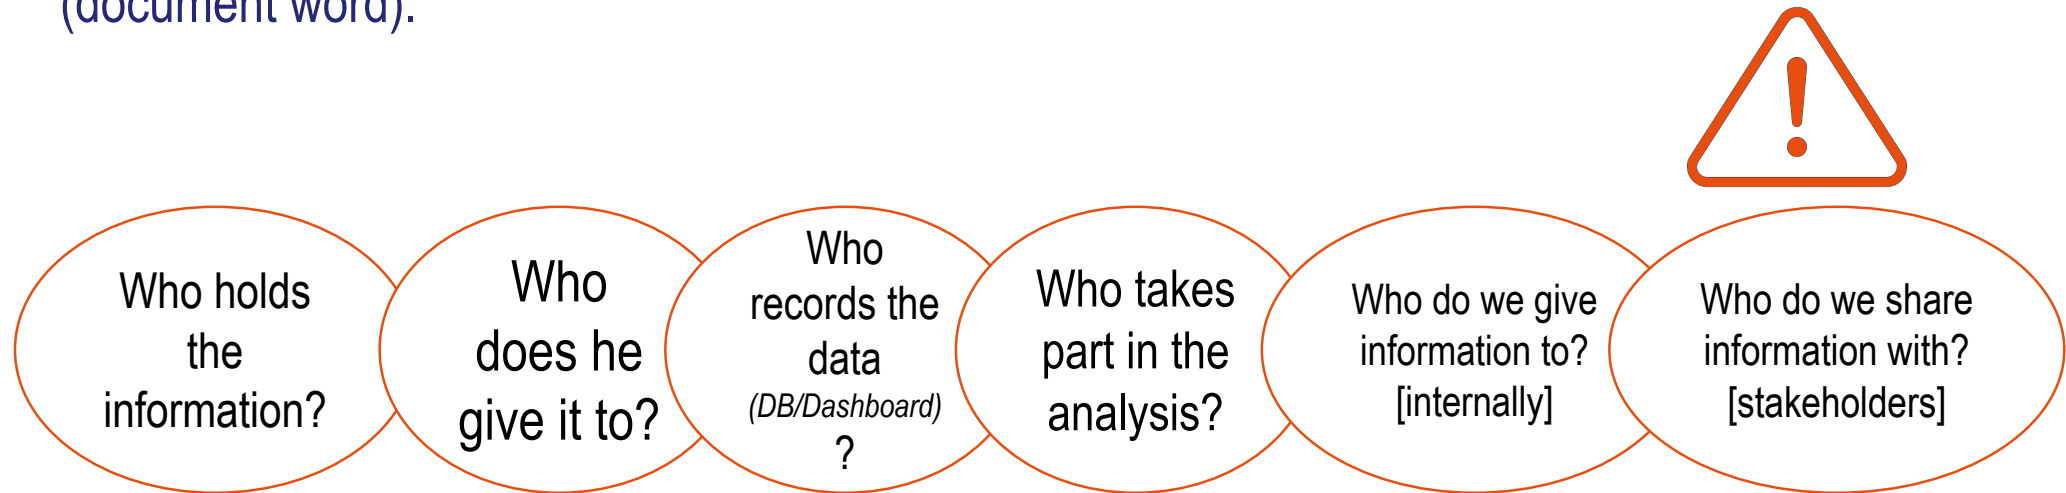 (document word).
Who holds
the
information?
Who
does he
give it to?
Who
records the
data
(DB/Dashboard)
?
Who takes
part in the
analysis?
Who do we give
information to?
[internally]
Who do we share
information with?
[stakeholders]